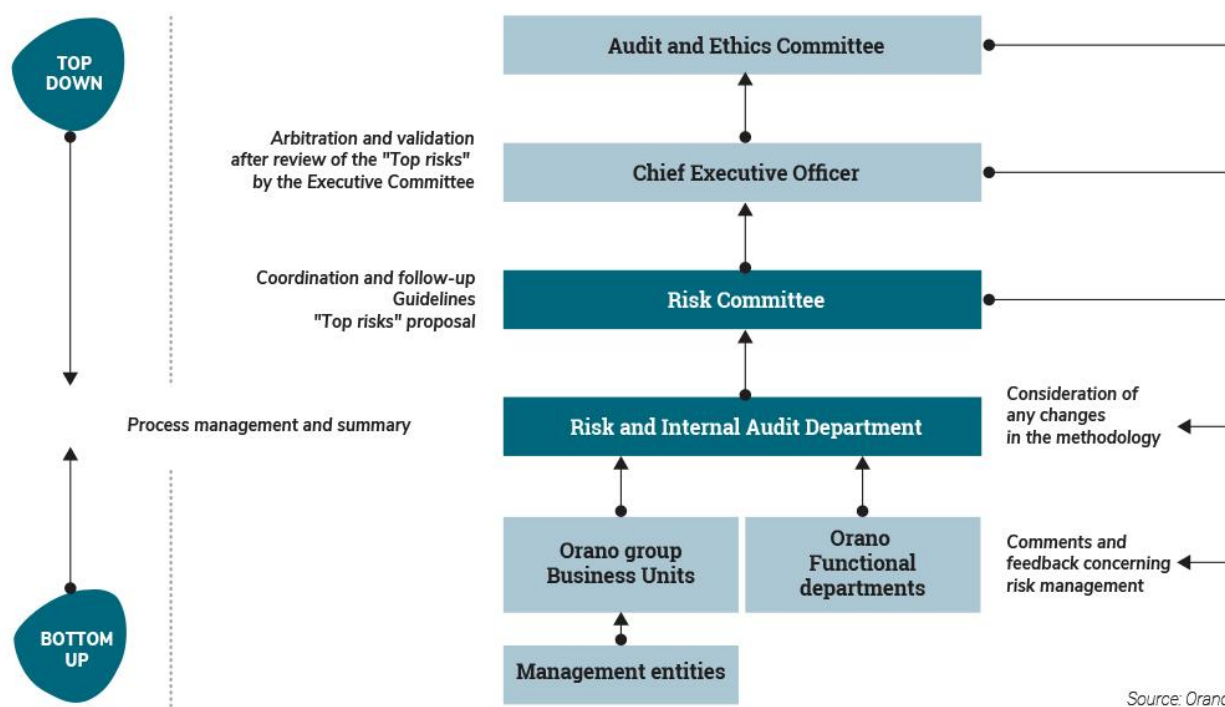 TOP
DOWN
Audit and Ethics Committee
Arbitration and validation
after review of the "Top risks"
by the Executive Committee
Chief Executive Officer
Coordination and follow-up
Guidelines
"Top risks" proposal
Risk Committee
Process management and summary
Risk and Internal Audit Department
Consideration of
any changes
in the methodology
Orano group
Business Units
Orano
Functional
departments
Comments and
feedback concerning
risk management
BOTTOM
UP
Management entities
Source: Orano